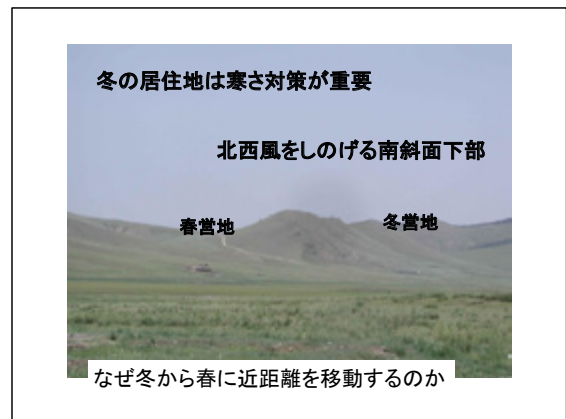 冬の居住地は寒さ対策が重要
北西風をしのげる南斜面下部
春営地
冬営地
なぜ冬から春に近距離を移動するのか